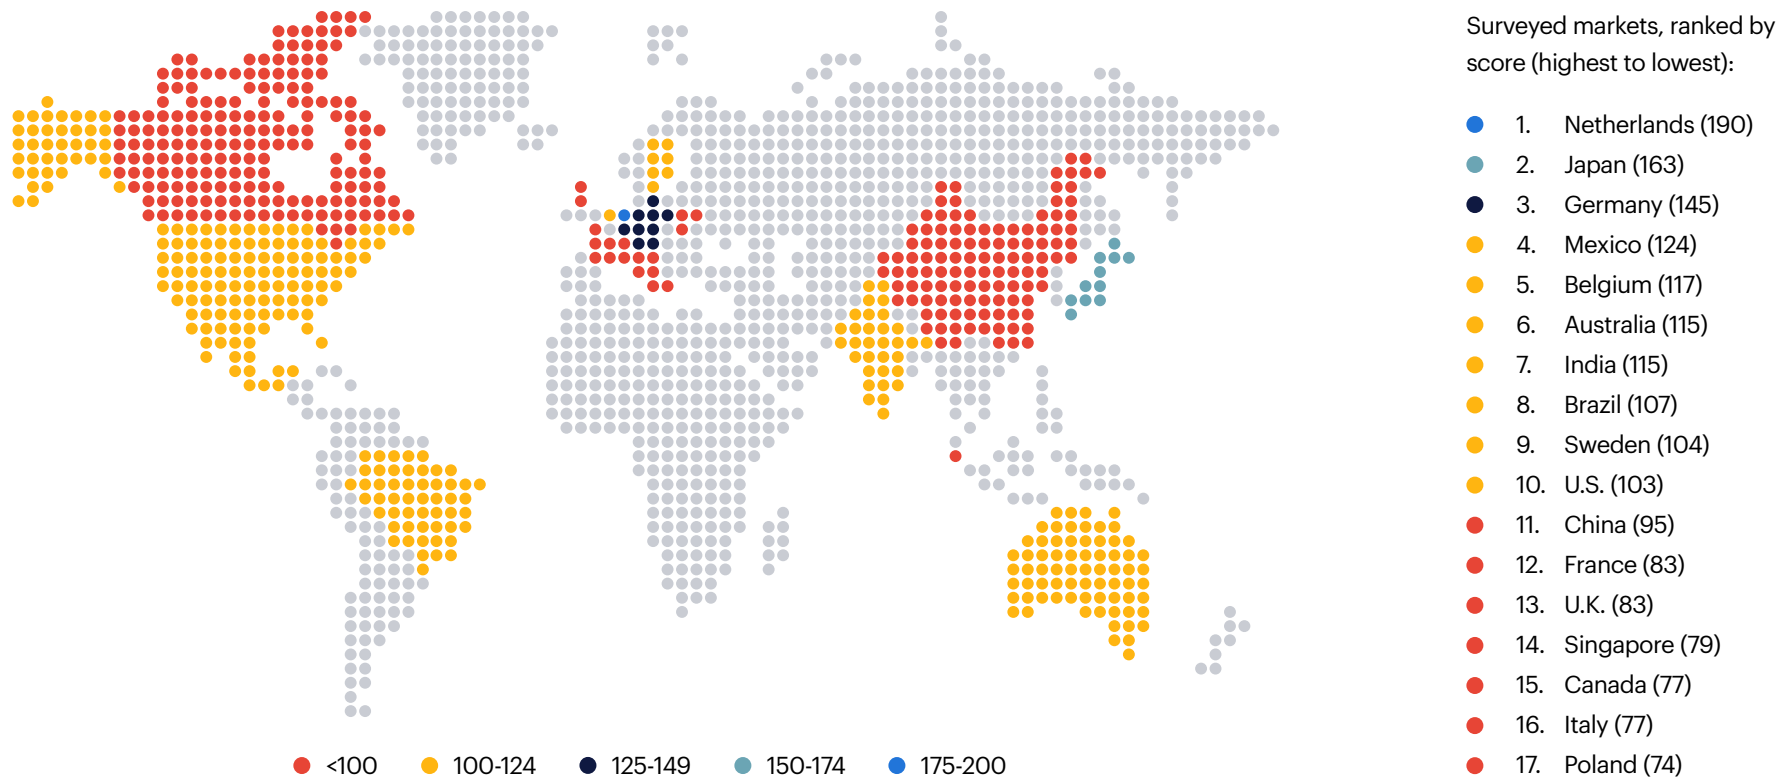 Surveyed markets, ranked by
score (highest to lowest):
1. Netherlands (190)
2. Japan (163)
3. Germany (145)
4. Mexico (124)
5. Belgium (117)
6. Australia (115)
7. India (115)
8. Brazil (107)
9. Sweden (104)
10. U.S. (103)
11. China (95)
12. France (83)
13. U.K. (83)
14. Singapore (79)
15. Canada (77)
16. Italy (77)
17. Poland (74)
<100 100-124 125-149 150-174 175-200